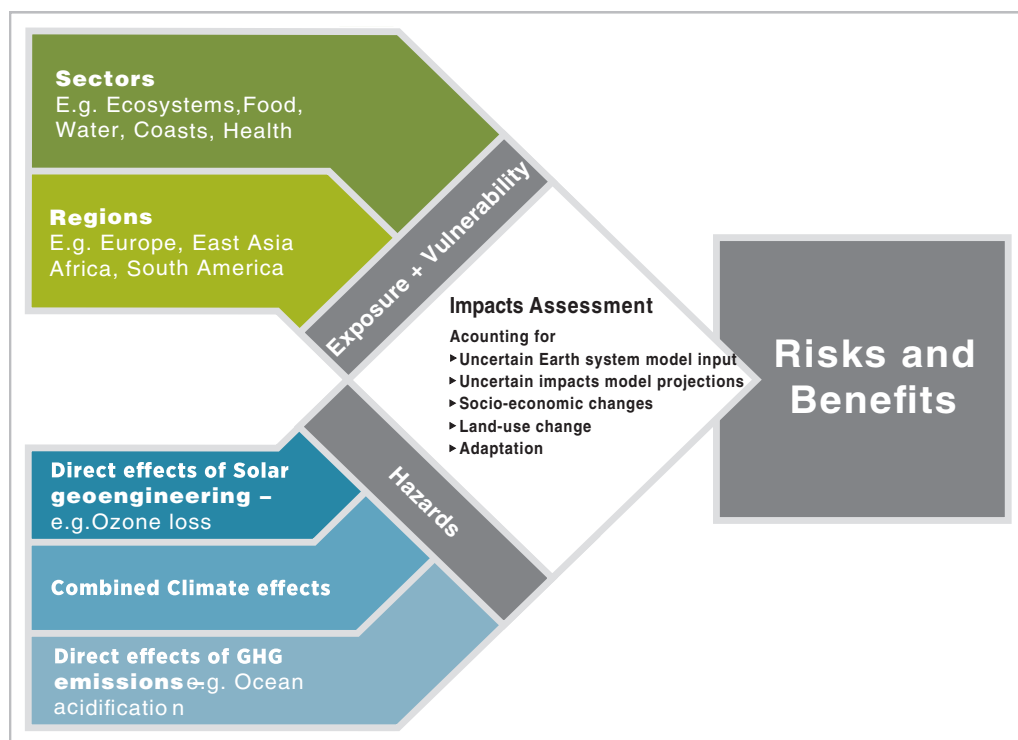 Sectors
E.g. Ecosystems,Food,
Water, Coasts, Health
Regions
E.g. Europe, East Asia
Africa, South America
Exposure + Vulnerability
Impacts Assessment
Acounting for
▸Uncertain Earth system model input
▸Uncertain impacts model projections
▸Socio-economic changes
▸Land-use change
▸Adaptation
Risks and
Benefits
Hazards
Direct effects of Solar
geoengineering –
e.g.Ozone loss
Combined Climate effects
Direct effects of GHG
emissions–e.g. Ocean
acidification